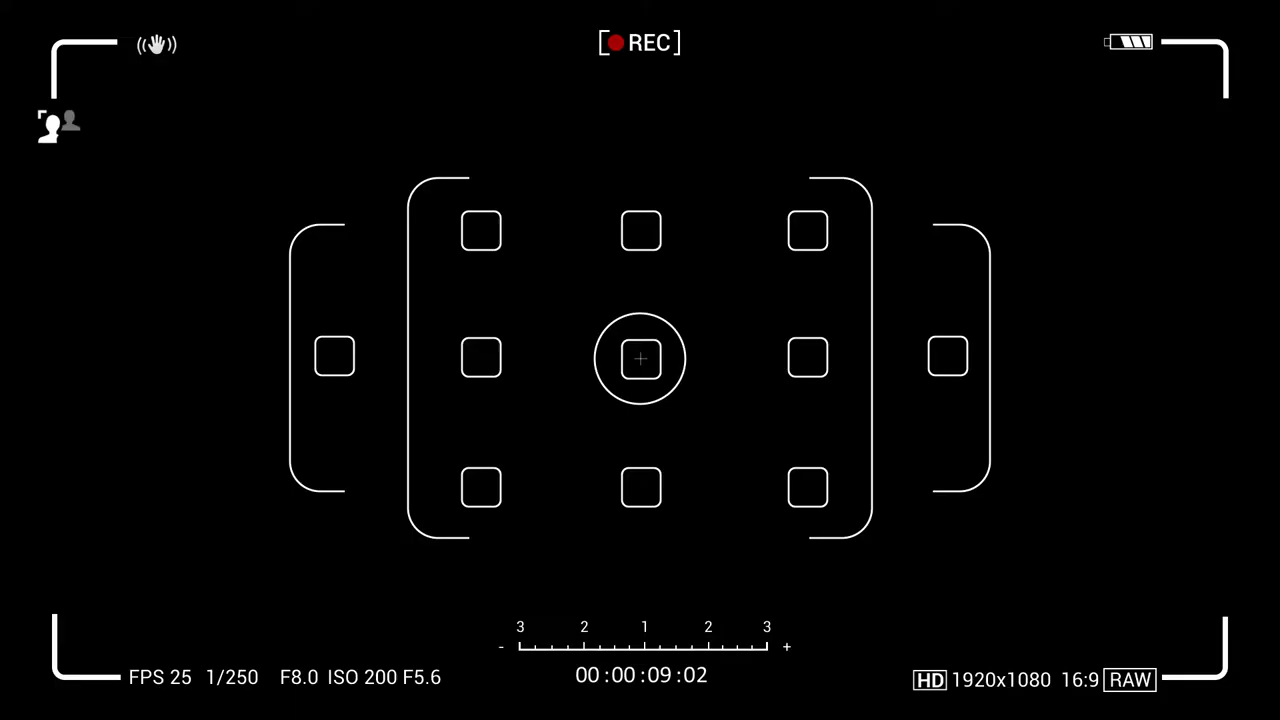 REC
3 2 1 2 3
- +
FPS 25 1/250 F8.0 ISO 200 F5.6
00:00:09:02
HD 1920x1080 16:9 RAW